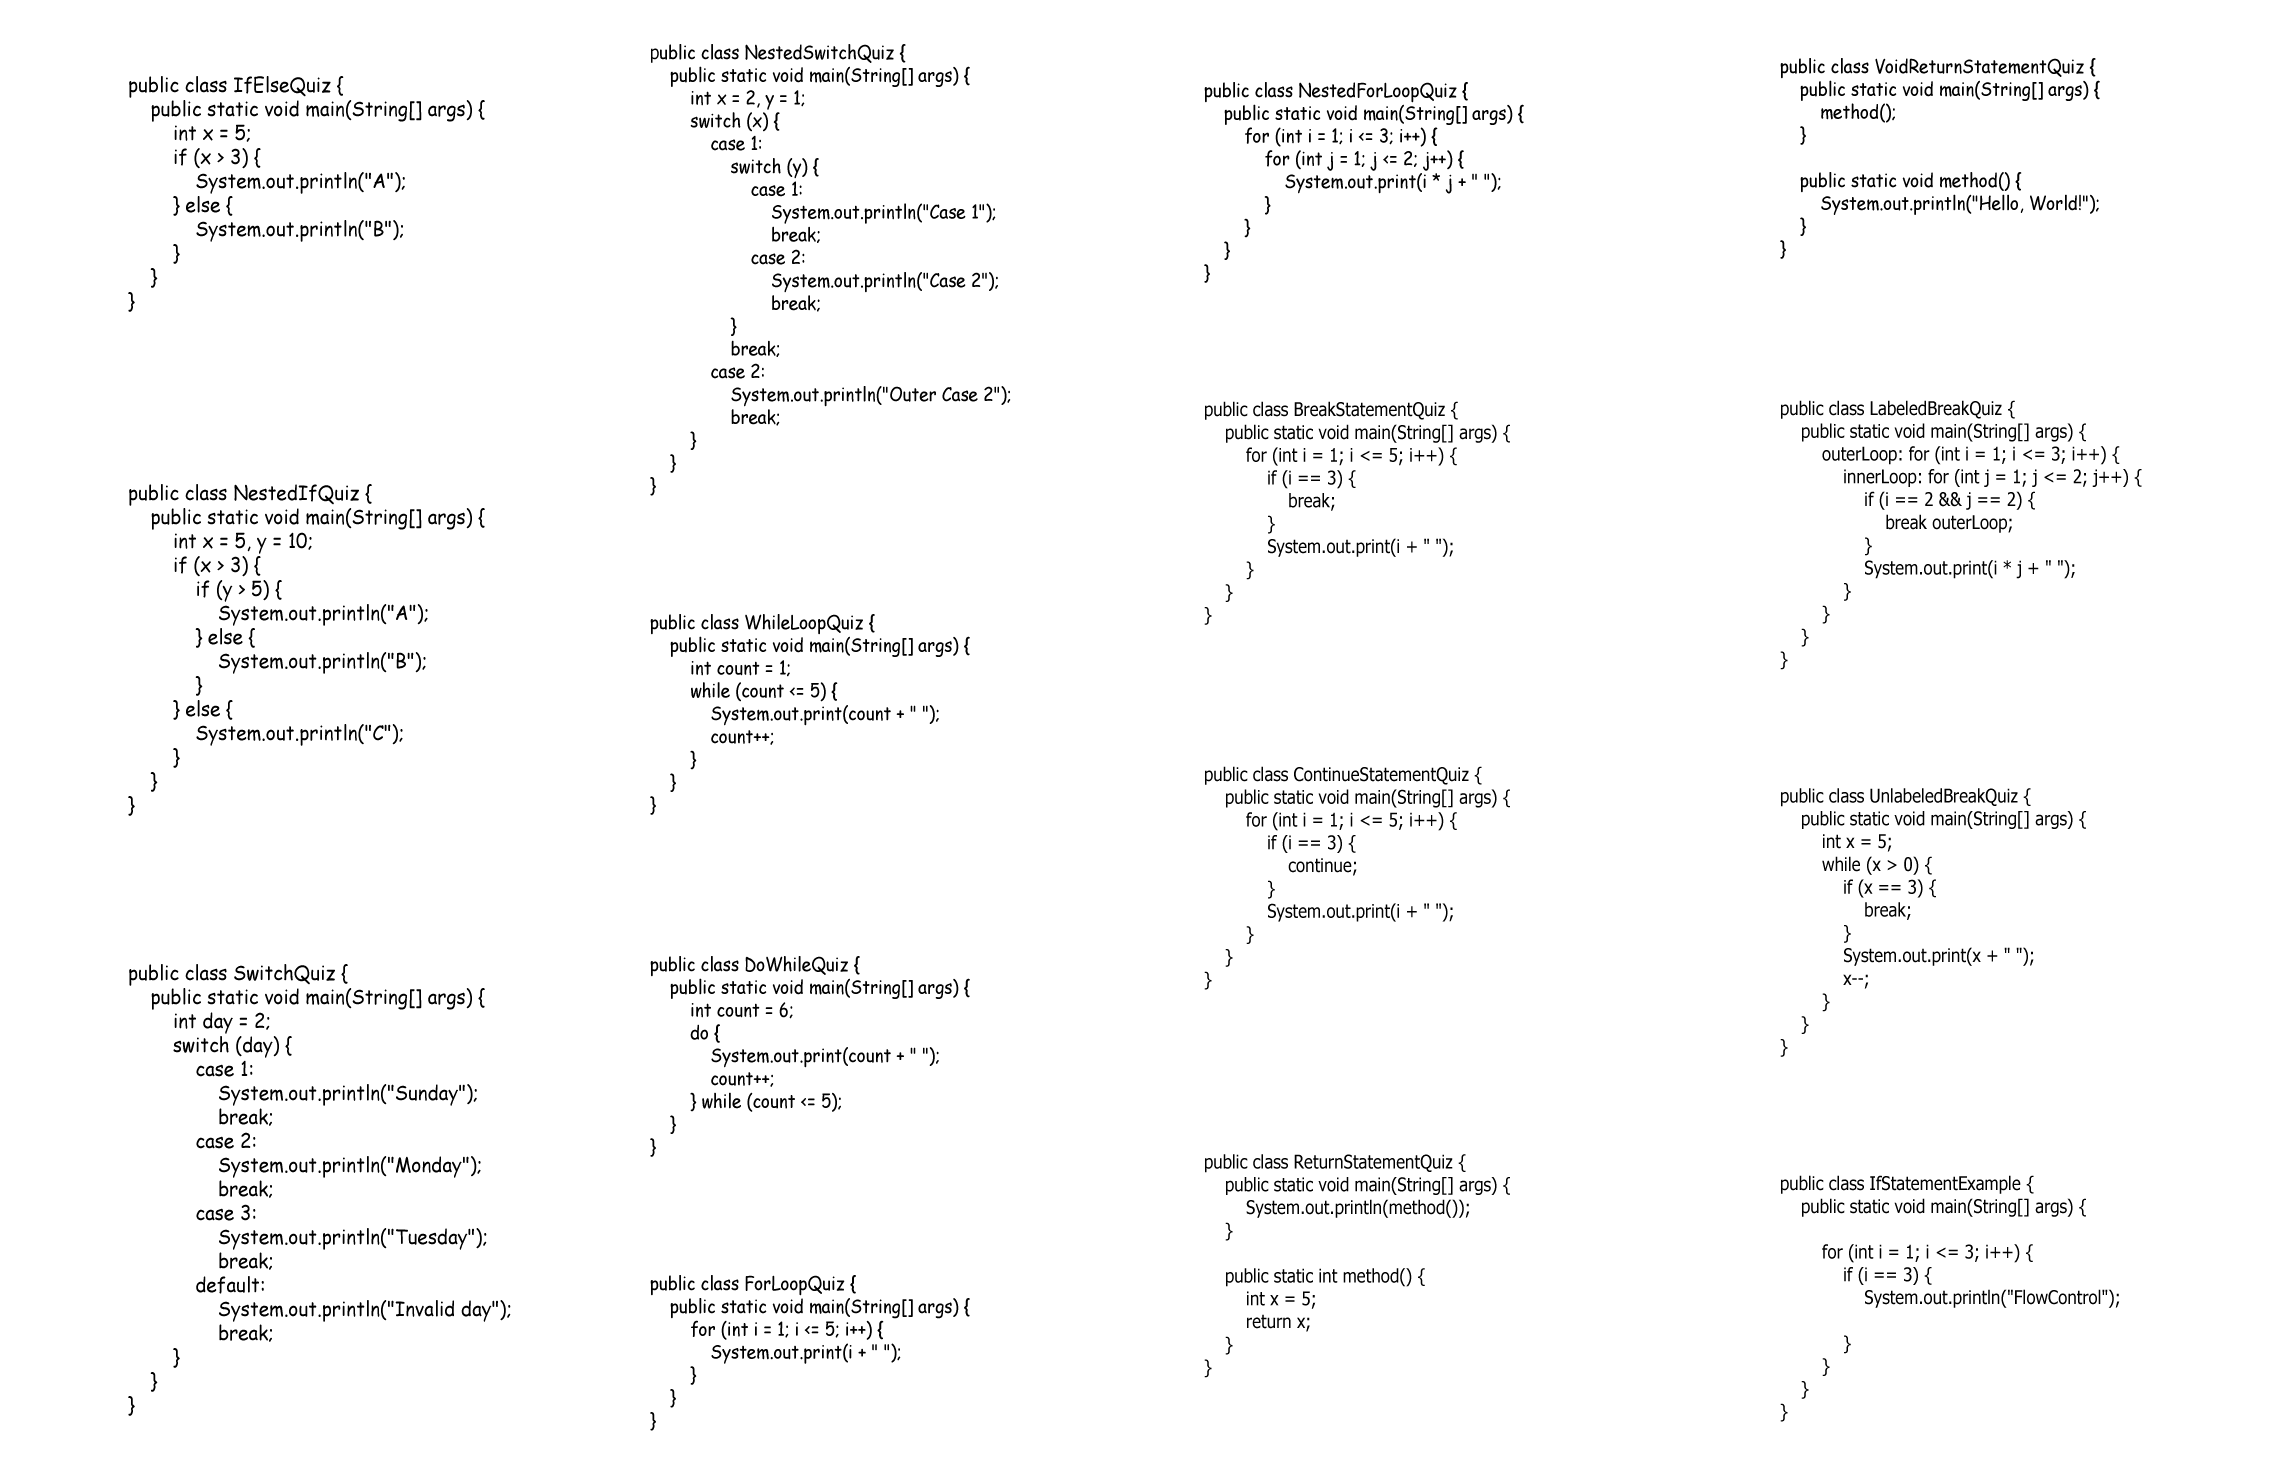 public class IfElseQuiz {
public static void main(String[] args) {
int x = 5;
if (x > 3) {
System.out.println("A");
} else {
System.out.println("B");
}
}
}
public class NestedIfQuiz {
public static void main(String[] args) {
int x = 5, y = 10;
if (x > 3) {
if (y > 5) {
System.out.println("A");
} else {
System.out.println("B");
}
} else {
System.out.println("C");
}
}
}
public class SwitchQuiz {
public static void main(String[] args) {
int day = 2;
switch (day) {
case 1:
System.out.println("Sunday");
break;
case 2:
System.out.println("Monday");
break;
case 3:
System.out.println("Tuesday");
break;
default:
System.out.println("Invalid day");
break;
}
}
}
public class NestedSwitchQuiz {
public static void main(String[] args) {
int x = 2, y = 1;
switch (x) {
case 1:
switch (y) {
case 1:
System.out.println("Case 1");
break;
case 2:
System.out.println("Case 2");
break;
}
break;
case 2:
System.out.println("Outer Case 2");
break;
}
}
}
public class WhileLoopQuiz {
public static void main(String[] args) {
int count = 1;
while (count <= 5) {
System.out.print(count + " ");
count++;
}
}
}
public class DoWhileQuiz {
public static void main(String[] args) {
int count = 6;
do {
System.out.print(count + " ");
count++;
} while (count <= 5);
}
}
public class ForLoopQuiz {
public static void main(String[] args) {
for (int i = 1; i <= 5; i++) {
System.out.print(i + " ");
}
}
}
public class NestedForLoopQuiz {
public static void main(String[] args) {
for (int i = 1; i <= 3; i++) {
for (int j = 1; j <= 2; j++) {
System.out.print(i * j + " ");
}
}
}
}
public class BreakStatementQuiz {
public static void main(String[] args) {
for (int i = 1; i <= 5; i++) {
if (i == 3) {
break;
}
System.out.print(i + " ");
}
}
}
public class ContinueStatementQuiz {
public static void main(String[] args) {
for (int i = 1; i <= 5; i++) {
if (i == 3) {
continue;
}
System.out.print(i + " ");
}
}
}
public class ReturnStatementQuiz {
public static void main(String[] args) {
System.out.println(method());
}
public static int method() {
int x = 5;
return x;
}
}
public class VoidReturnStatementQuiz {
public static void main(String[] args) {
method();
}
public static void method() {
System.out.println("Hello, World!");
}
}
public class LabeledBreakQuiz {
public static void main(String[] args) {
outerLoop: for (int i = 1; i <= 3; i++) {
innerLoop: for (int j = 1; j <= 2; j++) {
if (i == 2 && j == 2) {
break outerLoop;
}
System.out.print(i * j + " ");
}
}
}
}
public class UnlabeledBreakQuiz {
public static void main(String[] args) {
int x = 5;
while (x > 0) {
if (x == 3) {
break;
}
System.out.print(x + " ");
x--;
}
}
}
public class IfStatementExample {
public static void main(String[] args) {
for (int i = 1; i <= 3; i++) {
if (i == 3) {
System.out.println("FlowControl");
}
}
}
}